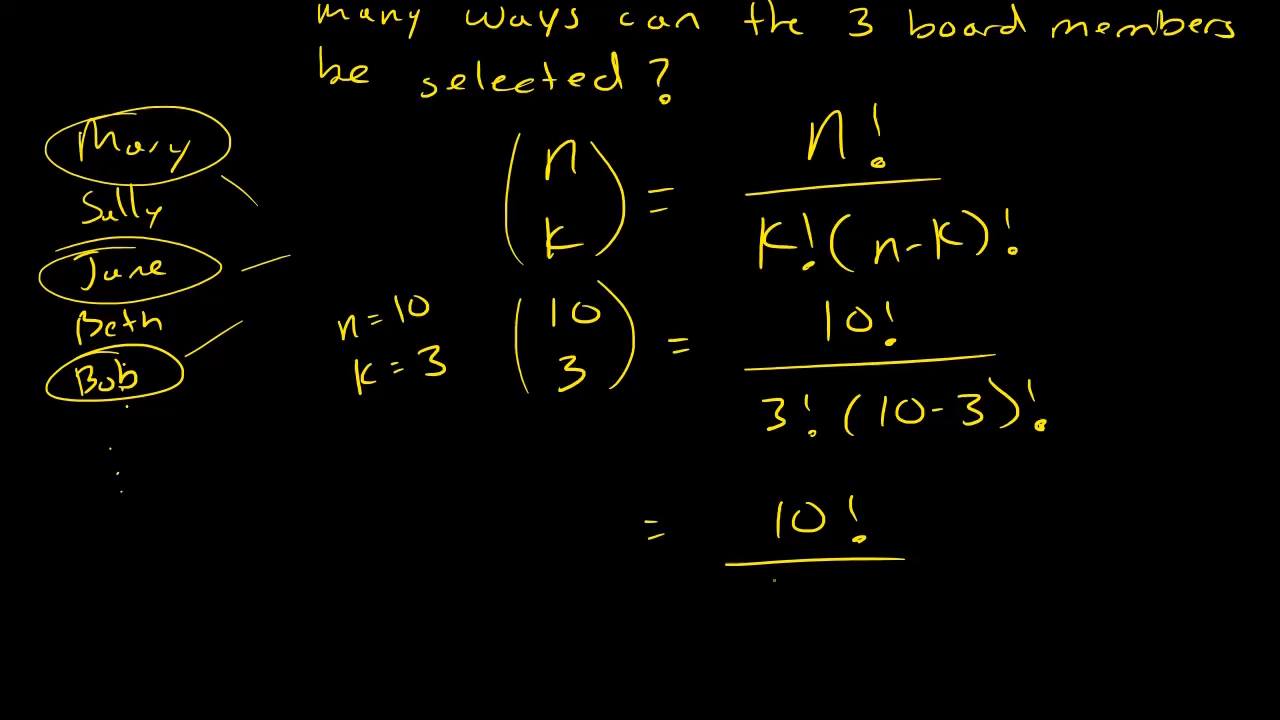 many ways can the 3 board members
be selected?
Mary
Sally
June
Beth
Bob
(n k) = n! / k!(n-k)!
n=10
k=3
(10 3) = 10! / 3!(10-3)!
= 10!